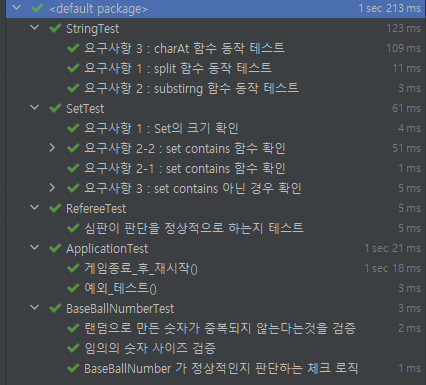 <default package> 1 sec 213 ms
StringTest 123 ms
요구사항 3 : charAt 함수 동작 테스트 109 ms
요구사항 1 : split 함수 동작 테스트 11 ms
요구사항 2 : substirng 함수 동작 테스트 3 ms
SetTest 61 ms
요구사항 1 : Set의 크기 확인 4 ms
요구사항 2-2 : set contains 함수 확인 51 ms
요구사항 2-1 : set contains 함수 확인 1 ms
요구사항 3 : set contains 아닌 경우 확인 5 ms
RefereeTest 5 ms
심판이 판단을 정상적으로 하는지 테스트 5 ms
ApplicationTest 1 sec 21 ms
게임종료_후_재시작() 1 sec 18 ms
예외_테스트() 3 ms
BaseBallNumberTest 3 ms
랜덤으로 만든 숫자가 중복되지 않는다는것을 검증 2 ms
임의의 숫자 사이즈 검증
BaseBallNumber 가 정상적인지 판단하는 체크 로직 1 ms